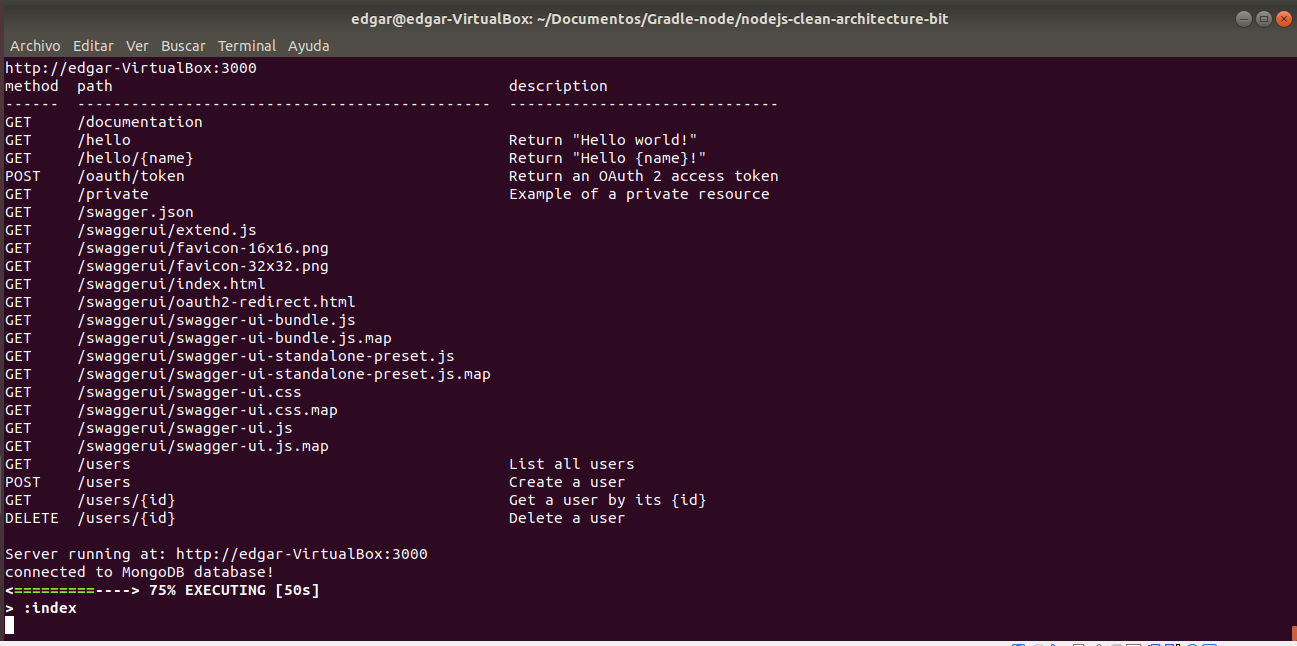 edgar@edgar-VirtualBox: ~/Documentos/Gradle-node/nodejs-clean-architecture-bit
Archivo Editar Ver Buscar Terminal Ayuda
http://edgar-VirtualBox:3000
method  path                                            description
------  ----------------------------------------------  ------------------------------
GET     /documentation
GET     /hello                                          Return "Hello world!"
GET     /hello/{name}                                   Return "Hello {name}!"
POST    /oauth/token                                    Return an OAuth 2 access token
GET     /private                                        Example of a private resource
GET     /swagger.json
GET     /swaggerui/extend.js
GET     /swaggerui/favicon-16x16.png
GET     /swaggerui/favicon-32x32.png
GET     /swaggerui/index.html
GET     /swaggerui/oauth2-redirect.html
GET     /swaggerui/swagger-ui-bundle.js
GET     /swaggerui/swagger-ui-bundle.js.map
GET     /swaggerui/swagger-ui-standalone-preset.js
GET     /swaggerui/swagger-ui-standalone-preset.js.map
GET     /swaggerui/swagger-ui.css
GET     /swaggerui/swagger-ui.css.map
GET     /swaggerui/swagger-ui.js
GET     /swaggerui/swagger-ui.js.map
GET     /users                                          List all users
POST    /users                                          Create a user
GET     /users/{id}                                     Get a user by its {id}
DELETE  /users/{id}                                     Delete a user
Server running at: http://edgar-VirtualBox:3000
connected to MongoDB database!
<=========----> 75% EXECUTING [50s]
> :index